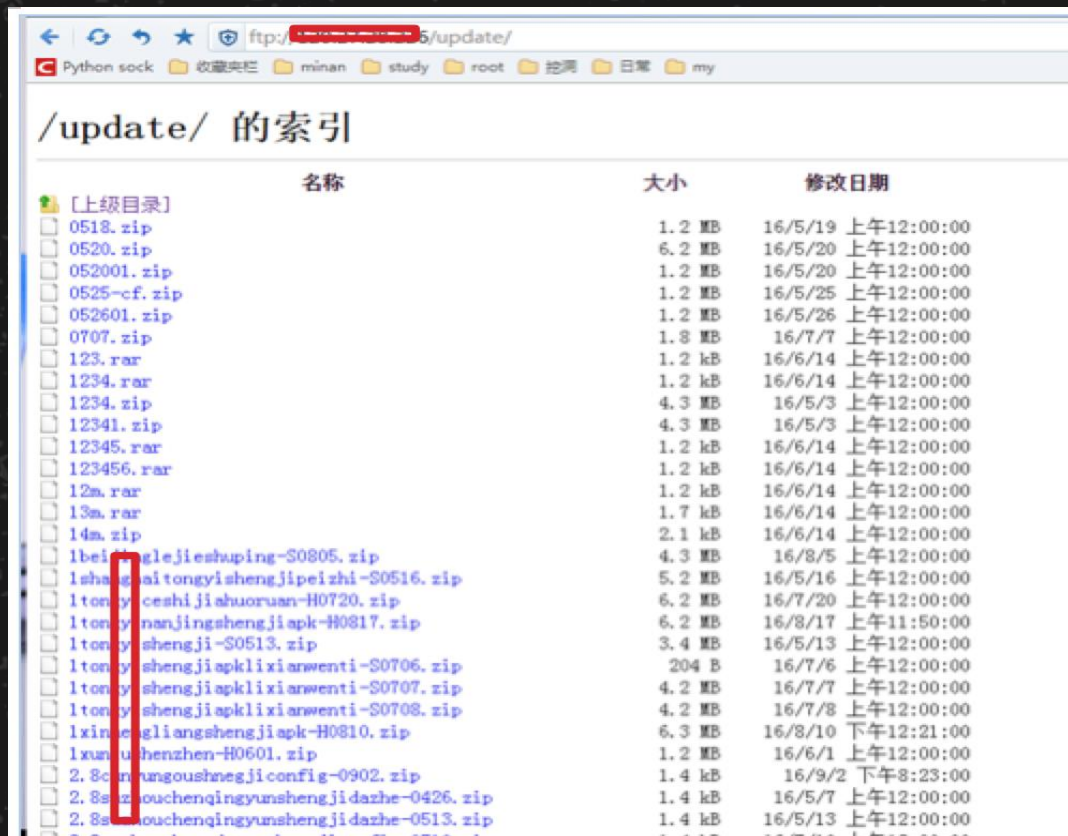 ftp:/ 6/update/
Python sock 收藏夹栏 minan study root 挖洞 日常 my
/update/ 的索引
名称 大小 修改日期
[上级目录]
0518.zip 1.2 MB 16/5/19 上午12:00:00
0520.zip 6.2 MB 16/5/20 上午12:00:00
052001.zip 1.2 MB 16/5/20 上午12:00:00
0525-cf.zip 1.2 MB 16/5/25 上午12:00:00
052601.zip 1.2 MB 16/5/26 上午12:00:00
0707.zip 1.8 MB 16/7/7 上午12:00:00
123.rar 1.2 kB 16/6/14 上午12:00:00
1234.rar 1.2 kB 16/6/14 上午12:00:00
1234.zip 4.3 MB 16/5/3 上午12:00:00
12341.zip 4.3 MB 16/5/3 上午12:00:00
12345.rar 1.2 kB 16/6/14 上午12:00:00
123456.rar 1.2 kB 16/6/14 上午12:00:00
12m.rar 1.2 kB 16/6/14 上午12:00:00
13m.rar 1.7 kB 16/6/14 上午12:00:00
14m.zip 2.1 kB 16/6/14 上午12:00:00
1beijinglejieshuping-S0805.zip 4.3 MB 16/8/5 上午12:00:00
1shanghaitongyishengjipeizhi-S0516.zip 5.2 MB 16/5/16 上午12:00:00
1tongyiceshijiahuoruan-H0720.zip 6.2 MB 16/7/20 上午12:00:00
1tongyinanjingshengjiapk-H0817.zip 6.2 MB 16/8/17 上午11:50:00
1tongyishengji-S0513.zip 3.4 MB 16/5/13 上午12:00:00
1tongyishengjiapklixianwenti-S0706.zip 204 B 16/7/6 上午12:00:00
1tongyishengjiapklixianwenti-S0707.zip 4.2 MB 16/7/7 上午12:00:00
1tongyishengjiapklixianwenti-S0708.zip 4.2 MB 16/7/8 上午12:00:00
6.3 MB 16/8/10 下午12:21:00
1.2 MB 16/6/1 上午12:00:00
1.4 kB 16/9/2 下午8:23:00
2.8suzhouchenqingyunshengjidazhe-0426.zip 1.4 kB 16/5/7 上午12:00:00
2.8suzhouchenqingyunshengjidazhe-0513.zip 1.4 kB 16/5/13 上午12:00:00